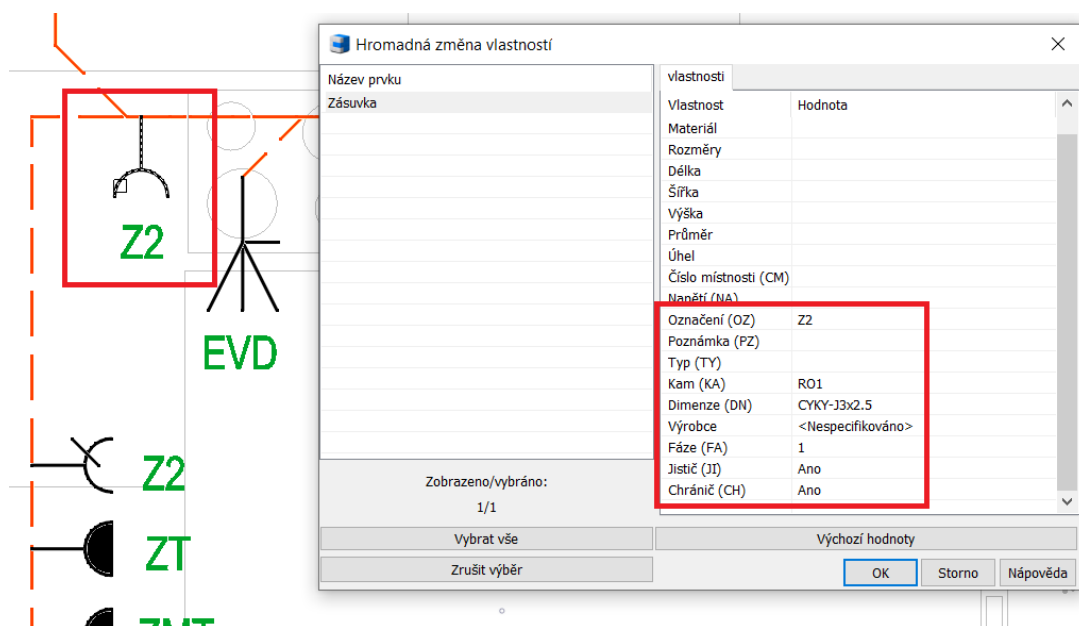 Hromadná změna vlastností
Název prvku
Zásuvka
vlastnosti
Vlastnost Hodnota
Materiál
Rozměry
Délka
Šířka
Výška
Průměr
Úhel
Číslo místnosti (CM)
Napětí (NA)
Označení (OZ) Z2
Poznámka (PZ)
Typ (TY)
Kam (KA) RO1
Dimenze (DN) CYKY-J3x2.5
Výrobce <Nespecifikováno>
Fáze (FA) 1
Jistič (JI) Ano
Chránič (CH) Ano
Zobrazeno/vybráno:
1/1
Vybrat vše
Výchozí hodnoty
Zrušit výběr
OK Storno Nápověda
Z2
EVD
Z2
ZT
ZMT